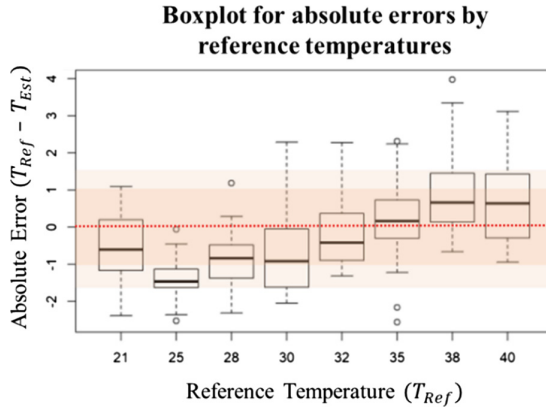 Boxplot for absolute errors by
reference temperatures
Absolute Error (T_Ref − T_Est)
4
3
2
1
0
-1
-2
21 25 28 30 32 35 38 40
Reference Temperature (T_Ref)